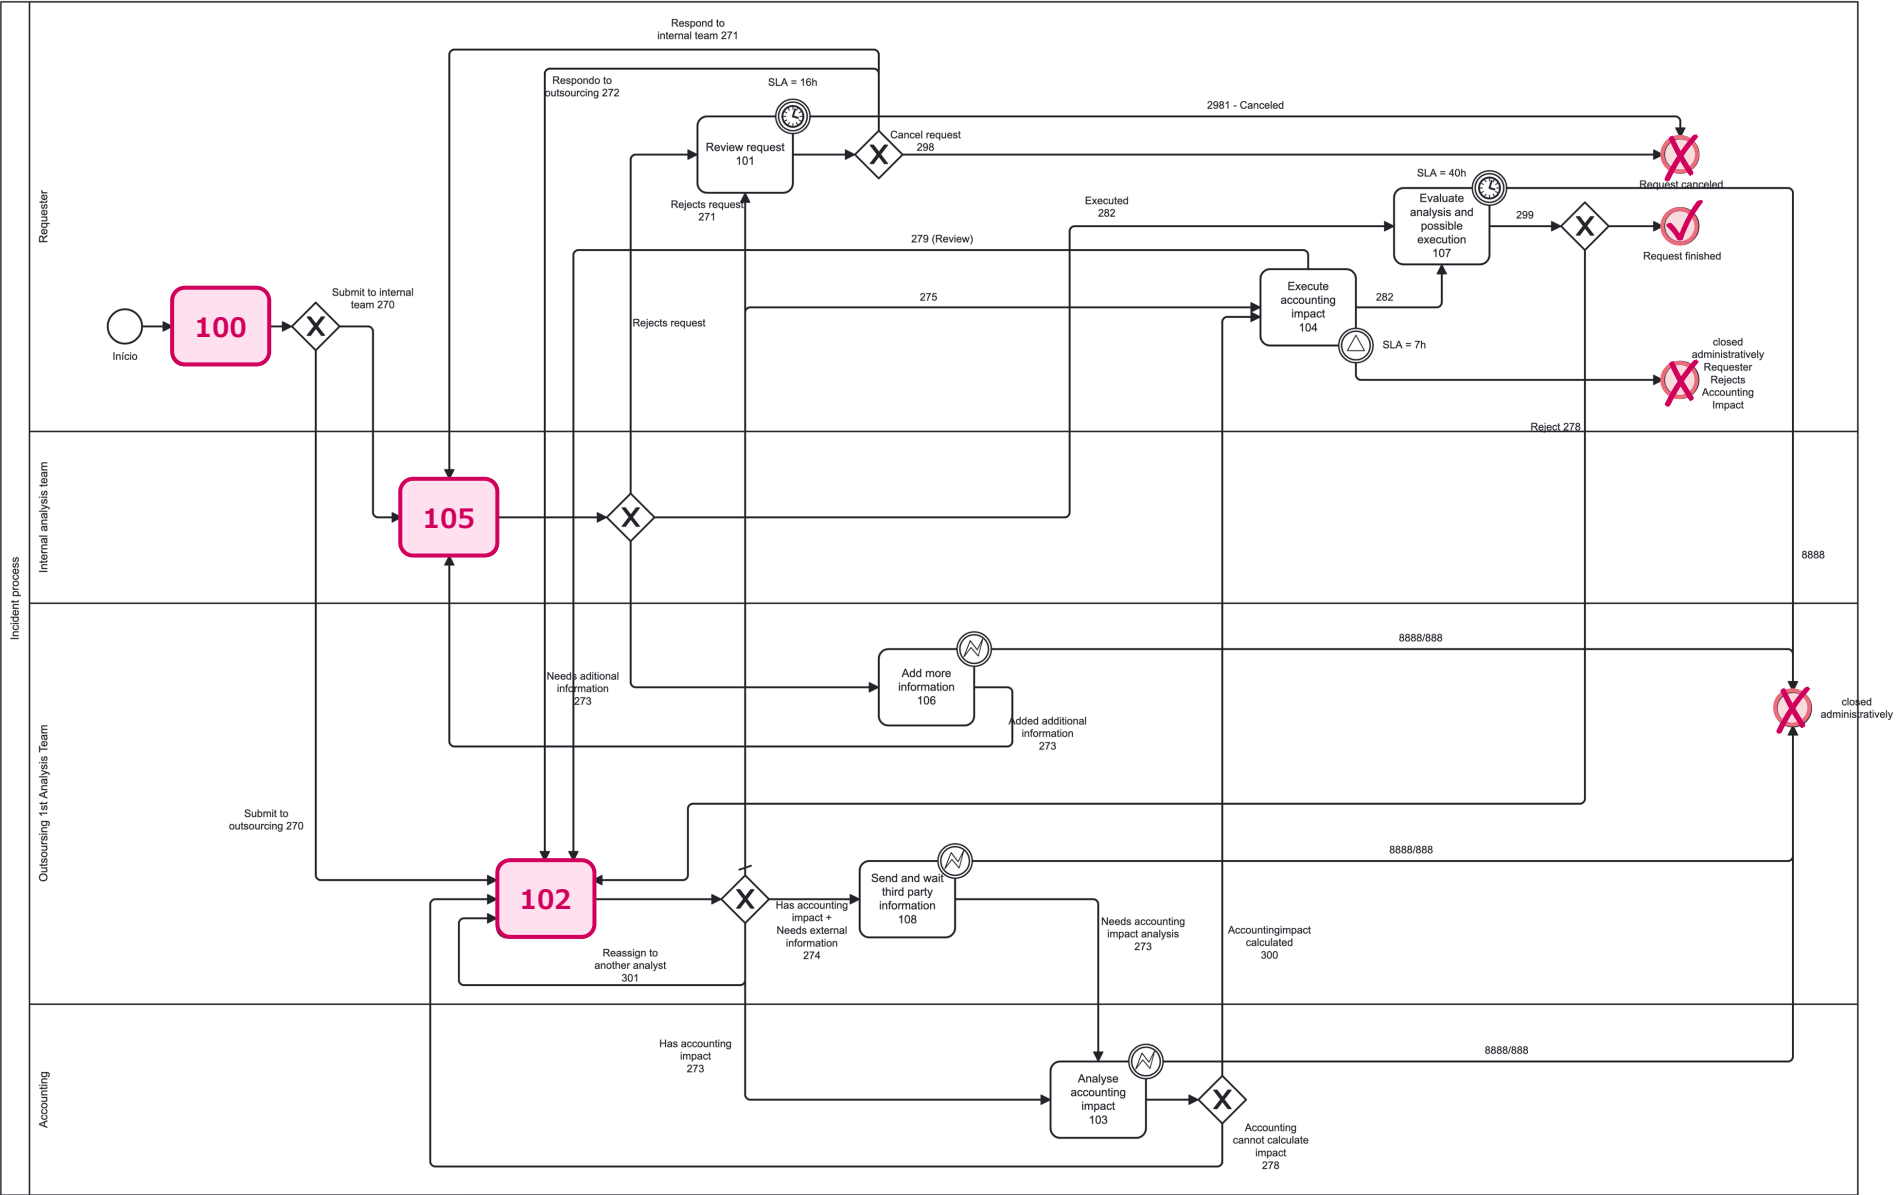 Incident process
Requester
Respond to
internal team 271
Respondo to
outsourcing 272
SLA = 16h
Review request
101
Cancel request
298
2981 - Canceled
Request canceled
Rejects request
271
Executed
282
SLA = 40h
Evaluate
analysis and
possible
execution
107
299
Request finished
279 (Review)
Início
100
Submit to internal
team 270
Rejects request
275
Execute
accounting
impact
104
282
SLA = 7h
closed
administratively
Requester
Rejects
Accounting
Impact
Reject 278
Internal analysis team
105
8888
Outsoursing 1st Analysis Team
8888/888
Needs aditional
information
273
Add more
information
106
Added additional
information
273
closed
administratively
Submit to
outsourcing 270
102
Has accounting
impact +
Needs external
information
274
Send and wait
third party
information
108
8888/888
Needs accounting
impact analysis
273
Accountingimpact
calculated
300
Reassign to
another analyst
301
Accounting
Has accounting
impact
273
Analyse
accounting
impact
103
8888/888
Accounting
cannot calculate
impact
278